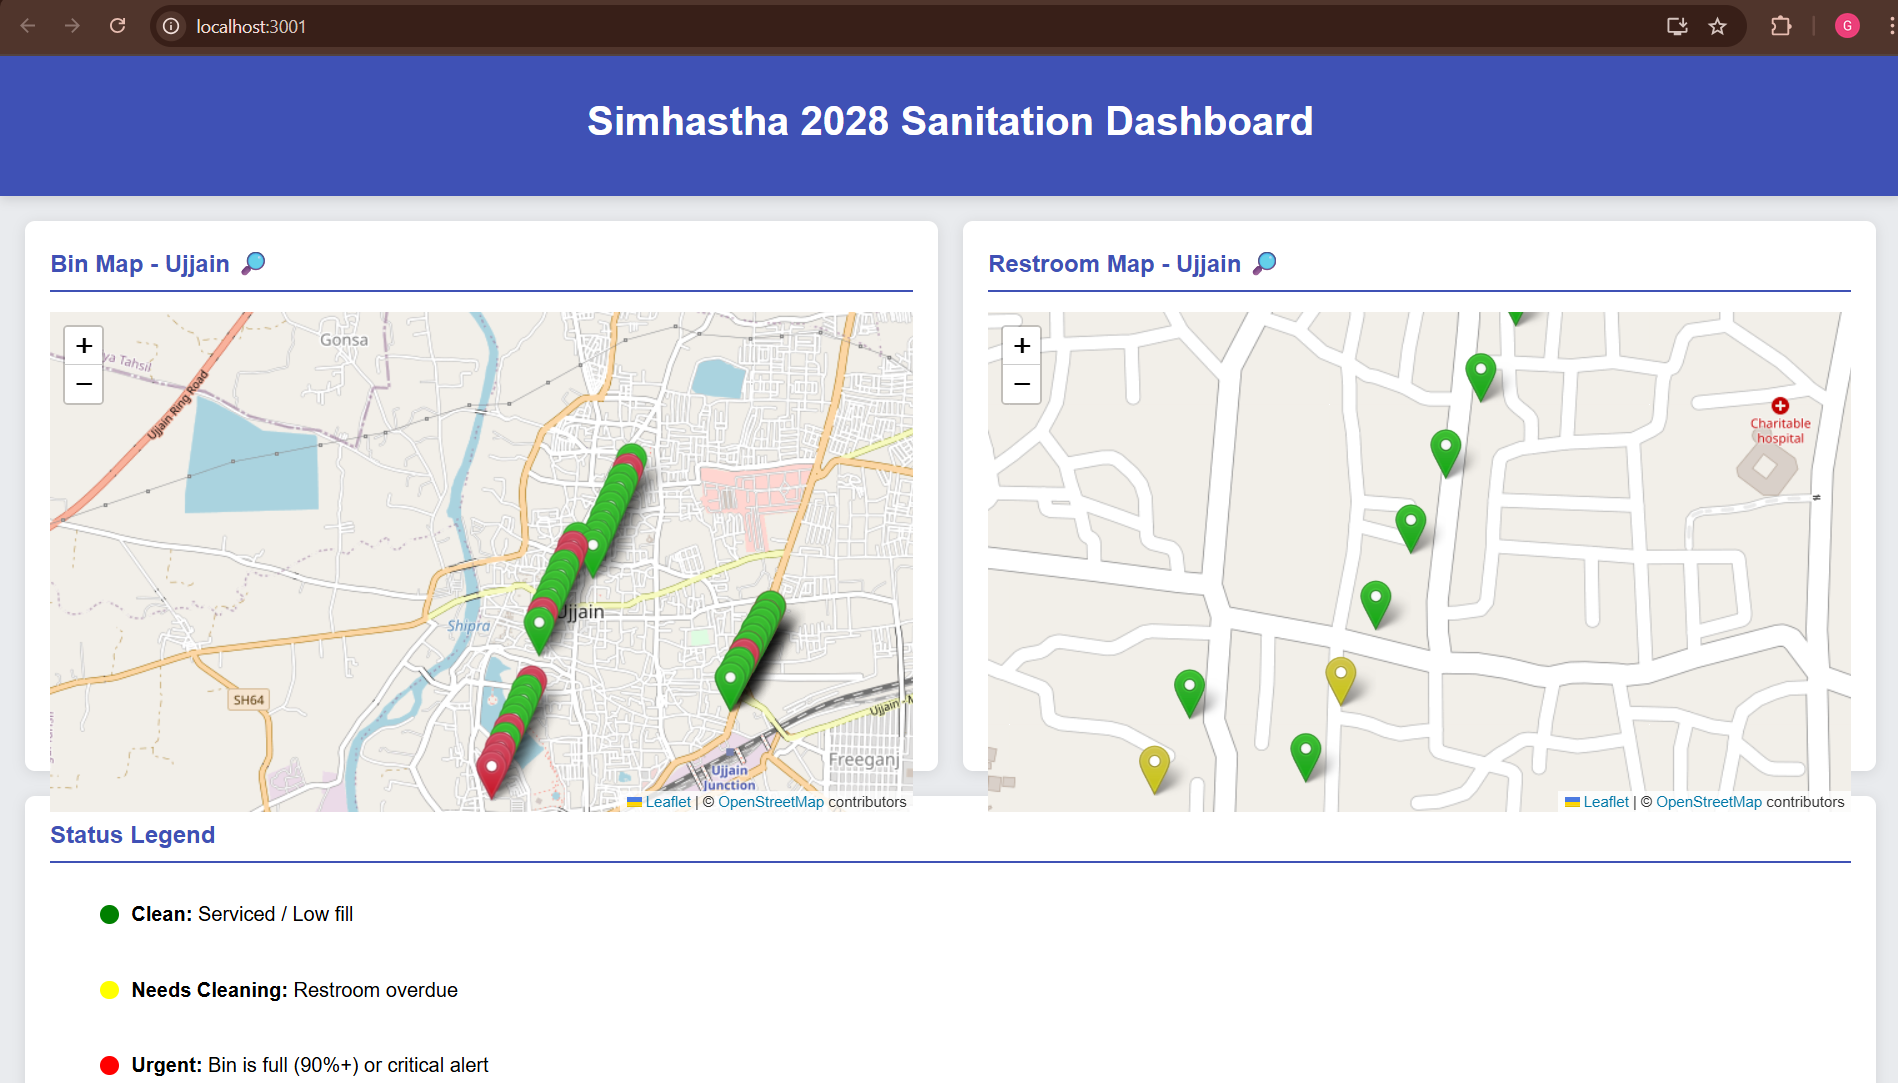 localhost:3001
G
Simhastha 2028 Sanitation Dashboard
Bin Map - Ujjain
+
−
Gonsa
ya Tahsil
Ujjain Ring Road
Ujjain
Shipra
SH64
Ujjain
Junction
Ujjain - M
Freeganj
Leaflet | © OpenStreetMap contributors
Restroom Map - Ujjain
+
−
Charitable
hospital
Leaflet | © OpenStreetMap contributors
Status Legend
Clean: Serviced / Low fill
Needs Cleaning: Restroom overdue
Urgent: Bin is full (90%+) or critical alert